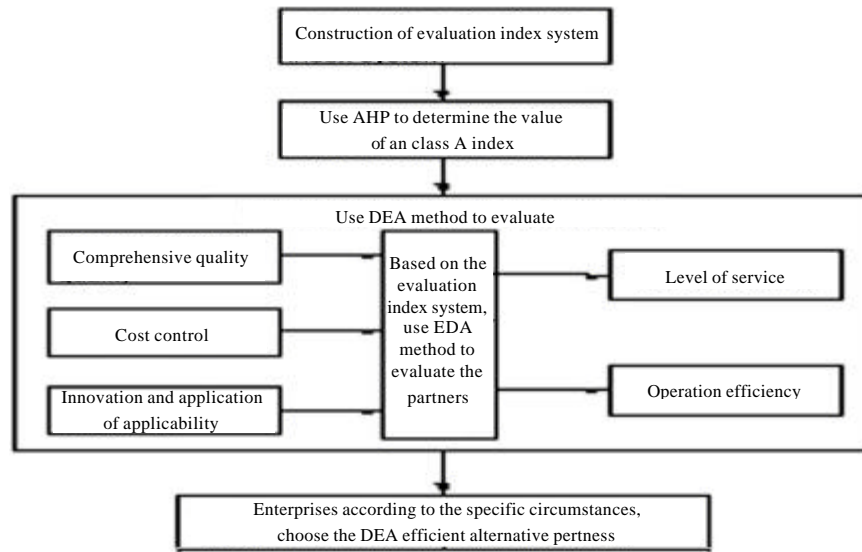 Construction of evaluation index system
Use AHP to determine the value
of an class A index
Use DEA method to evaluate
Comprehensive quality
Cost control
Innovation and application
of applicability
Based on the
evaluation
index system,
use EDA
method to
evaluate the
partners
Level of service
Operation efficiency
Enterprises according to the specific circumstances,
choose the DEA efficient alternative pertness